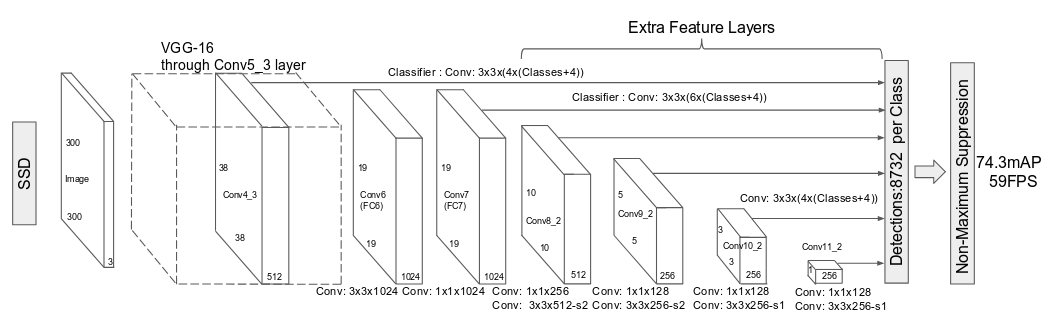 Extra Feature Layers
VGG-16
through Conv5_3 layer
Classifier : Conv: 3x3x(4x(Classes+4))
Classifier : Conv: 3x3x(6x(Classes+4))
SSD
300
Image
300
3
38
Conv4_3
38
512
19
Conv6
(FC6)
19
1024
19
Conv7
(FC7)
19
1024
10
Conv8_2
10
512
5
Conv9_2
5
256
Conv: 3x3x(4x(Classes+4))
3
Conv10_2
3
256
Conv11_2
1
256
Conv: 3x3x1024
Conv: 1x1x1024
Conv: 1x1x256
Conv: 3x3x512-s2
Conv: 1x1x128
Conv: 3x3x256-s2
Conv: 1x1x128
Conv: 3x3x256-s1
Conv: 1x1x128
Conv: 3x3x256-s1
Detections:8732 per Class
Non-Maximum Suppression
74.3mAP
59FPS